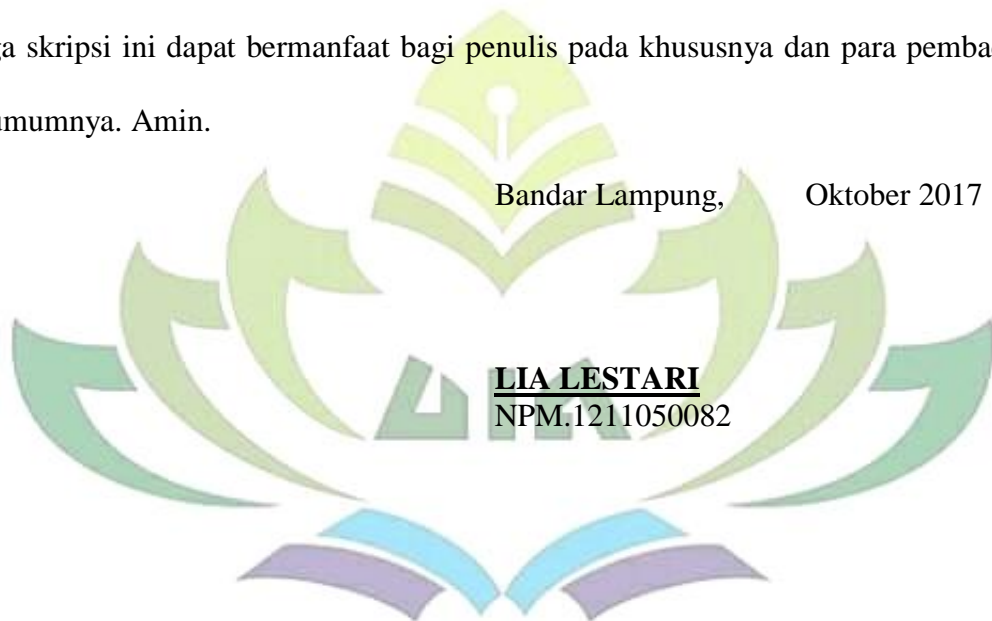 ga skripsi ini dapat bermanfaat bagi penulis pada khususnya dan para pemba
umumnya. Amin.
Bandar Lampung, Oktober 2017
LIA LESTARI
NPM.1211050082